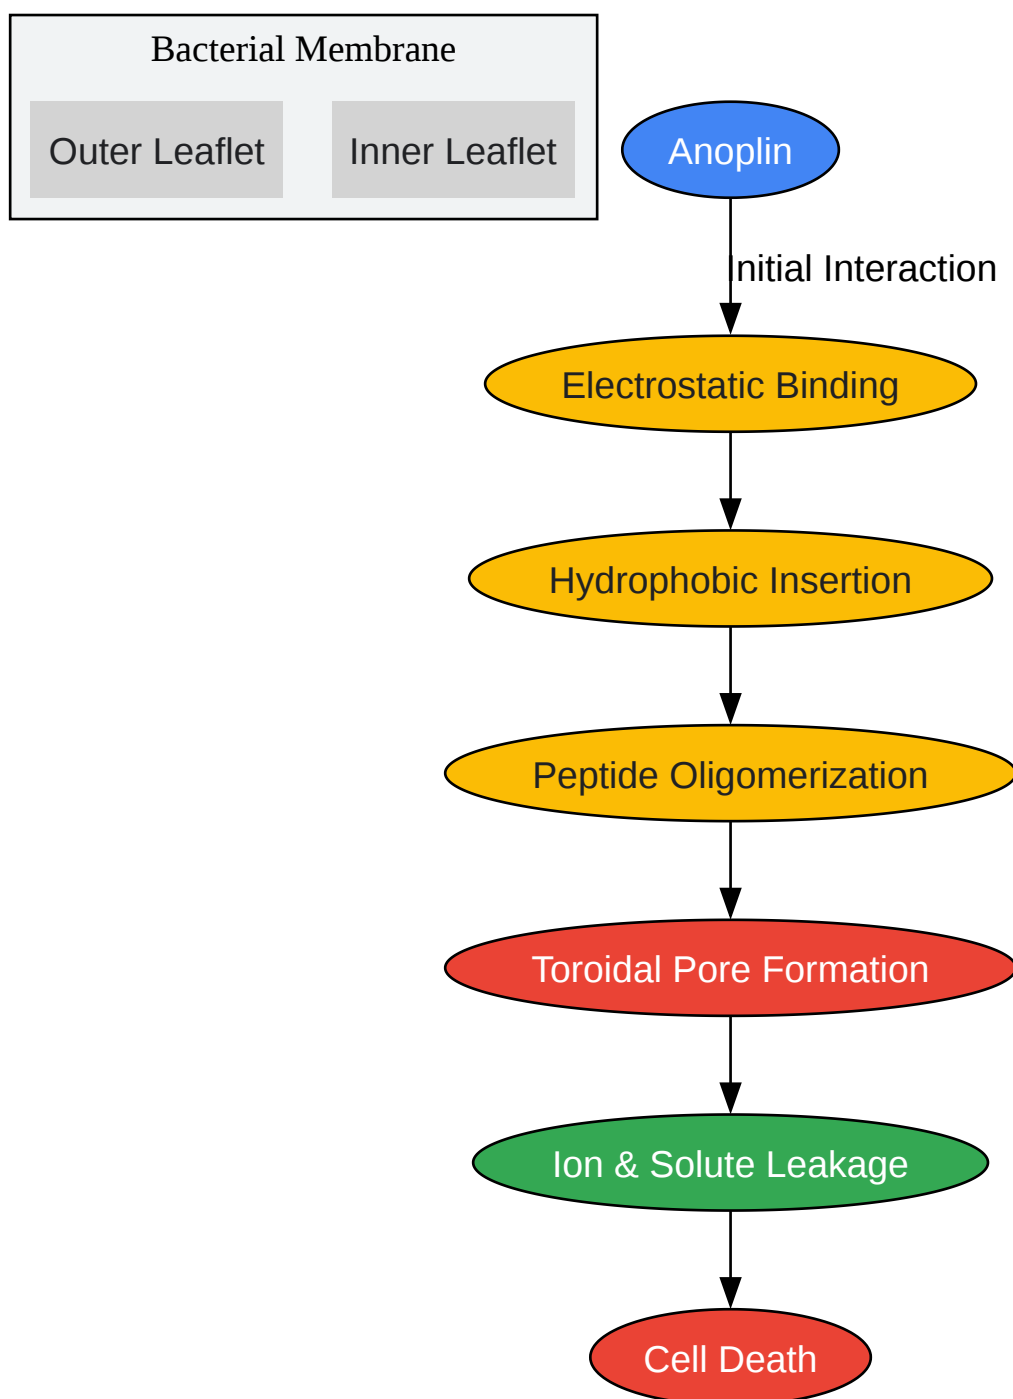 Bacterial Membrane
Outer Leaflet
Inner Leaflet
Anoplin
Initial Interaction
Electrostatic Binding
Hydrophobic Insertion
Peptide Oligomerization
Toroidal Pore Formation
Ion & Solute Leakage
Cell Death